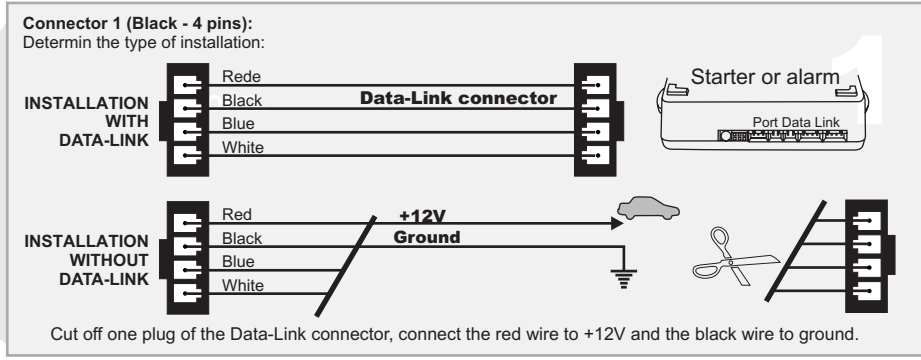 Connector 1 (Black - 4 pins):
Determin the type of installation:
1
INSTALLATION
WITH
DATA-LINK
Rede
Black
Blue
White
Data-Link connector
Starter or alarm
Port Data Link
INSTALLATION
WITHOUT
DATA-LINK
Red
Black
Blue
White
+12V
Ground
Cut off one plug of the Data-Link connector, connect the red wire to +12V and the black wire to ground.